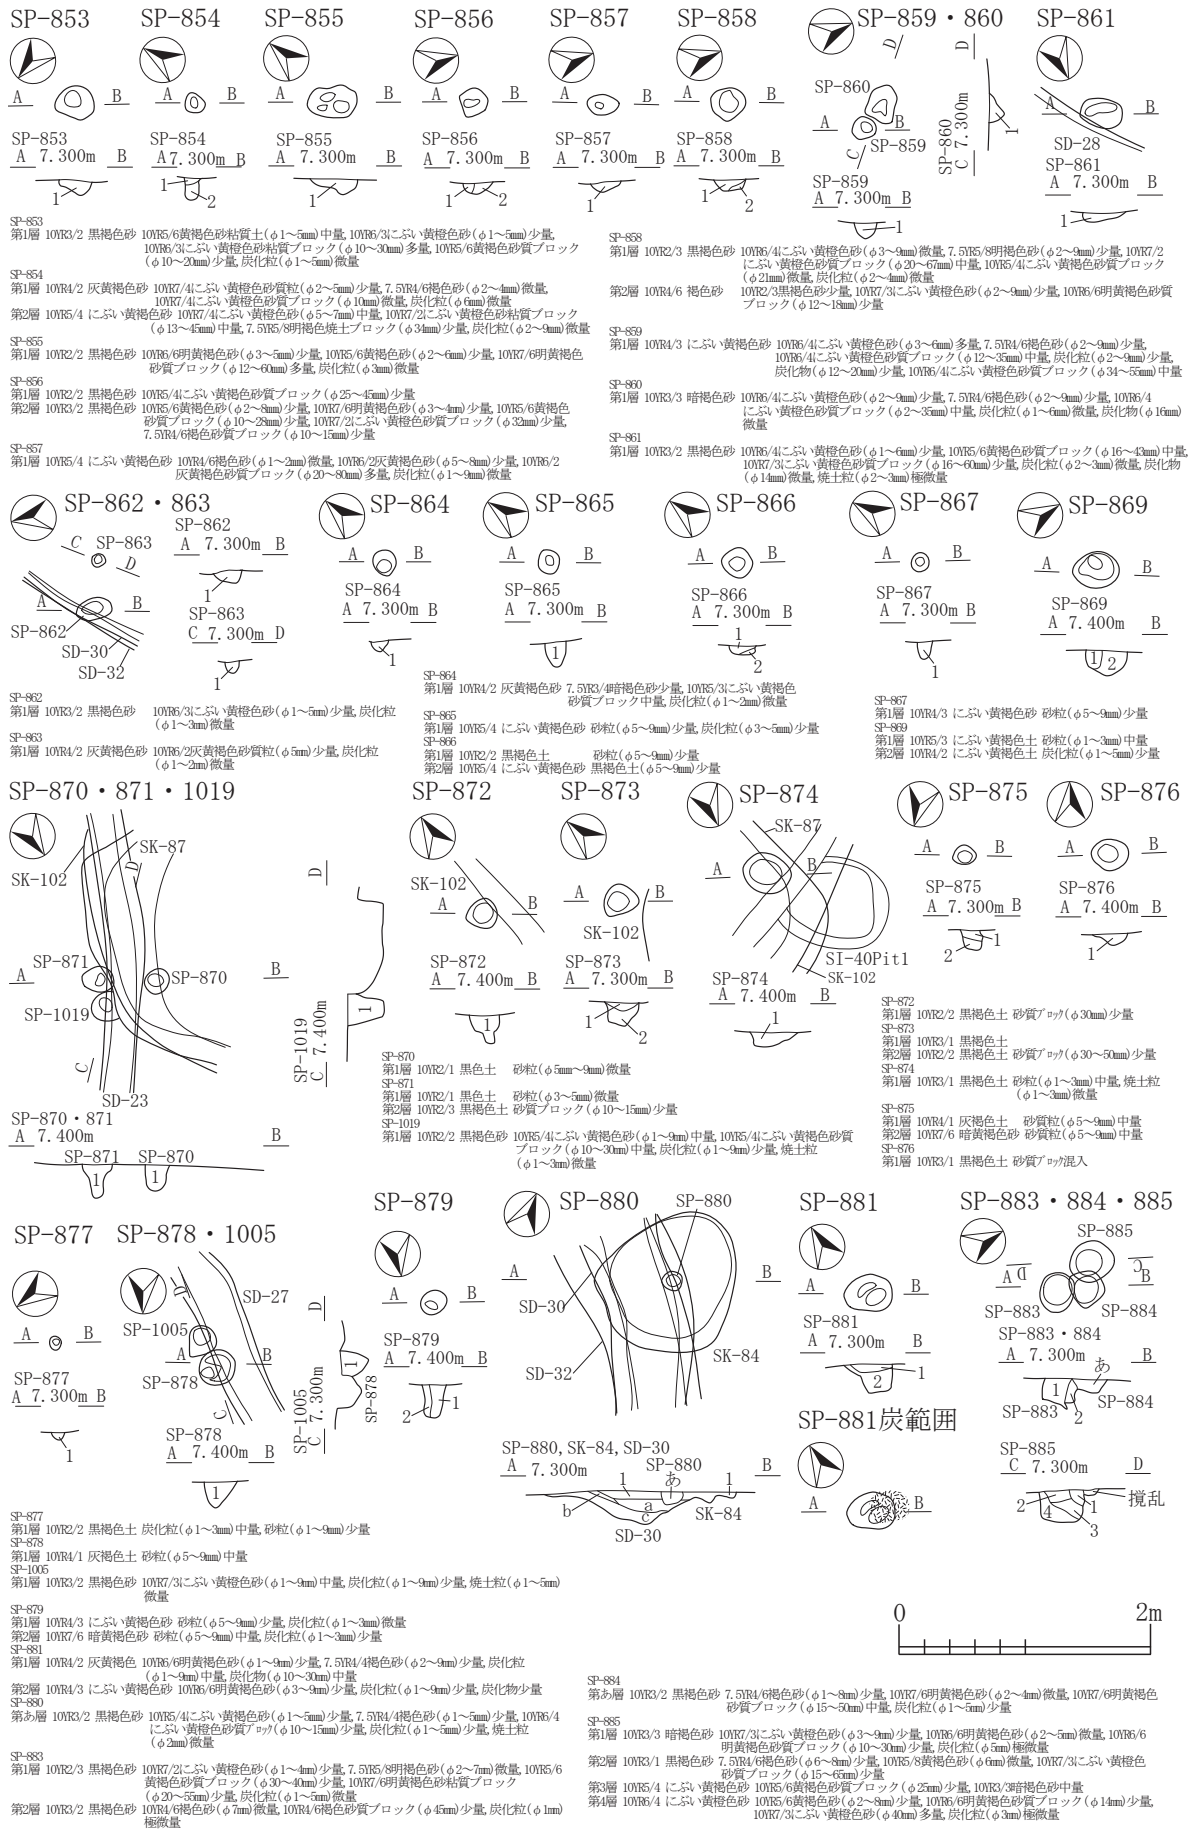 SP-853
SP-854
SP-855
SP-856
SP-857
SP-858
SP-859・860
SP-861
A
B
SP-853
A 7.300m B
1
A
B
SP-854
A 7.300m B
1
2
A
B
SP-855
A 7.300m B
1
A
B
SP-856
A 7.300m B
1
2
A
B
SP-857
A 7.300m B
1
A
B
SP-858
A 7.300m B
1
2
D
SP-860
A
B
SP-859
C
SP-859
A 7.300m B
1
D
SP-860
C 7.300m
1
A
B
SD-28
SP-861
A 7.300m B
1
SP-853
第1層 10YR3/2 黒褐色砂 10YR5/6黄褐色砂粘質土(φ1～5㎜)中量,10YR6/3にぶい黄橙色砂(φ1～5㎜)少量,
10YR6/3にぶい黄橙色砂粘質ブロック(φ10～30㎜)多量,10YR5/6黄褐色砂質ブロック
(φ10～20㎜)少量,炭化粒(φ1～5㎜)微量
SP-854
第1層 10YR4/2 灰黄褐色砂 10YR7/4にぶい黄橙色砂質粒(φ2～5㎜)少量,7.5YR4/6褐色砂(φ2～4㎜)微量,
10YR7/4にぶい黄橙色砂質ブロック(φ10㎜)微量,炭化粒(φ6㎜)微量
第2層 10YR5/4 にぶい黄褐色砂 10YR7/4にぶい黄橙色砂(φ5～7㎜)中量,10YR7/2にぶい黄橙色砂粘質ブロック
(φ13～45㎜)中量,7.5YR5/8明褐色焼土ブロック(φ34㎜)少量,炭化粒(φ2～9㎜)微量
SP-855
第1層 10YR2/2 黒褐色砂 10YR6/6明黄褐色砂(φ3～5㎜)少量,10YR5/6黄褐色砂(φ2～6㎜)少量,10YR7/6明黄褐色
砂質ブロック(φ12～60㎜)多量,炭化粒(φ3㎜)微量
SP-856
第1層 10YR2/2 黒褐色砂 10YR5/4にぶい黄褐色砂質ブロック(φ25～45㎜)少量
第2層 10YR3/2 黒褐色砂 10YR5/6黄褐色砂(φ2～8㎜)少量,10YR7/6明黄褐色砂(φ3～4㎜)少量,10YR5/6黄褐色
砂質ブロック(φ10～28㎜)少量,10YR7/2にぶい黄橙色砂質ブロック(φ32㎜)少量,
7.5YR4/6褐色砂質ブロック(φ10～15㎜)少量
SP-857
第1層 10YR5/4 にぶい黄褐色砂 10YR4/6褐色砂(φ1～2㎜)微量,10YR6/2灰黄褐色砂(φ5～8㎜)少量,10YR6/2
灰黄褐色砂質ブロック(φ20～80㎜)多量,炭化粒(φ1～9㎜)微量
SP-858
第1層 10YR2/3 黒褐色砂 10YR6/4にぶい黄橙色砂(φ3～9㎜)微量,7.5YR5/8明褐色砂(φ2～9㎜)少量,10YR7/2
にぶい黄橙色砂質ブロック(φ20～67㎜)中量,10YR5/4にぶい黄褐色砂質ブロック
(φ21㎜)微量,炭化粒(φ2～4㎜)微量
第2層 10YR4/6 褐色砂 10YR2/3黒褐色砂少量,10YR7/3にぶい黄橙色砂(φ2～9㎜)少量,10YR6/6明黄褐色砂質
ブロック(φ12～18㎜)少量
SP-859
第1層 10YR4/3 にぶい黄褐色砂 10YR6/4にぶい黄橙色砂(φ3～6㎜)多量,7.5YR4/6褐色砂(φ2～9㎜)少量,
10YR6/4にぶい黄橙色砂質ブロック(φ12～35㎜)中量,炭化粒(φ2～9㎜)少量,
炭化物(φ12～20㎜)少量,10YR6/4にぶい黄橙色砂質ブロック(φ34～55㎜)中量
SP-860
第1層 10YR3/3 暗褐色砂 10YR6/4にぶい黄橙色砂(φ2～9㎜)少量,7.5YR4/6褐色砂(φ2～9㎜)少量,10YR6/4
にぶい黄橙色砂質ブロック(φ2～35㎜)中量,炭化粒(φ1～6㎜)微量,炭化物(φ16㎜)
微量
SP-861
第1層 10YR3/2 黒褐色砂 10YR6/4にぶい黄橙色砂(φ1～6㎜)少量,10YR5/6黄褐色砂質ブロック(φ16～43㎜)中量,
10YR7/3にぶい黄橙色砂質ブロック(φ16～60㎜)少量,炭化粒(φ2～3㎜)微量,炭化物
(φ14㎜)微量,焼土粒(φ2～3㎜)極微量
SP-862・863
SP-864
SP-865
SP-866
SP-867
SP-869
C
SP-863
D
A
B
SP-862
SD-30
SD-32
SP-862
A 7.300m B
1
SP-863
C 7.300m D
1
A
B
SP-864
A 7.300m B
1
A
B
SP-865
A 7.300m B
1
A
B
SP-866
A 7.300m B
1
2
A
B
SP-867
A 7.300m B
1
A
B
SP-869
A 7.400m B
1
2
SP-862
第1層 10YR3/2 黒褐色砂 10YR6/3にぶい黄橙色砂(φ1～5㎜)少量,炭化粒
(φ1～3㎜)微量
SP-863
第1層 10YR4/2 灰黄褐色砂 10YR6/2灰黄褐色砂質粒(φ5㎜)少量,炭化粒
(φ1～2㎜)微量
SP-864
第1層 10YR4/2 灰黄褐色砂 7.5YR3/4暗褐色砂少量,10YR5/3にぶい黄褐色
砂質ブロック中量,炭化粒(φ1～2㎜)微量
SP-865
第1層 10YR5/4 にぶい黄褐色砂 砂粒(φ5～9㎜)少量,炭化粒(φ3～5㎜)少量
SP-866
第1層 10YR2/2 黒褐色土 砂粒(φ5～9㎜)少量
第2層 10YR5/4 にぶい黄褐色砂 黒褐色土(φ5～9㎜)少量
SP-867
第1層 10YR4/3 にぶい黄褐色砂 砂粒(φ5～9㎜)少量
SP-869
第1層 10YR5/3 にぶい黄褐色土 砂粒(φ1～3㎜)中量
第2層 10YR4/2 にぶい黄褐色土 炭化粒(φ1～5㎜)少量
SP-870・871・1019
SP-872
SP-873
SP-874
SP-875
SP-876
SK-87
D
SK-102
SP-871
A
SP-870
B
SP-1019
C
SD-23
SP-870・871
A 7.400m
B
SP-871 SP-870
1
1
D
SP-1019
C 7.400m
1
SK-102
A
B
SP-872
A 7.400m B
1
A
B
SK-102
SP-873
A 7.300m B
1
2
SK-87
A
B
SI-40Pit1
SK-102
SP-874
A 7.400m B
1
A
B
SP-875
A 7.300m B
1
2
A
B
SP-876
A 7.400m B
1
SP-870
第1層 10YR2/1 黒色土 砂粒(φ5㎜～9㎜)微量
SP-871
第1層 10YR2/1 黒色土 砂粒(φ3～5㎜)微量
第2層 10YR2/3 黒褐色土 砂質ブロック(φ10～15㎜)少量
SP-1019
第1層 10YR2/2 黒褐色砂 10YR5/4にぶい黄褐色砂(φ1～9㎜)中量,10YR5/4にぶい黄褐色砂質
ブロック(φ10～30㎜)中量,炭化粒(φ1～9㎜)少量,焼土粒
(φ1～3㎜)微量
SP-872
第1層 10YR2/2 黒褐色土 砂質ﾌﾞﾛｯｸ(φ30㎜)少量
SP-873
第1層 10YR3/1 黒褐色土
第2層 10YR2/2 黒褐色土 砂質ﾌﾞﾛｯｸ(φ30～50㎜)少量
SP-874
第1層 10YR3/1 黒褐色土 砂粒(φ1～3㎜)中量,焼土粒
(φ1～3㎜)微量
SP-875
第1層 10YR4/1 灰褐色土 砂質粒(φ5～9㎜)中量
第2層 10YR7/6 暗黄褐色砂 砂質粒(φ5～9㎜)中量
SP-876
第1層 10YR3/1 黒褐色土 砂質ﾌﾞﾛｯｸ混入
SP-877
SP-878・1005
SP-879
SP-880
SP-881
SP-883・884・885
A
B
SP-877
A 7.300m B
1
D
SD-27
SP-1005
A
B
SP-878
C
SP-878
A 7.400m B
1
D
SP-1005
C 7.300m
1
SP-878
A
B
SP-879
A 7.400m B
1
2
SP-880
A
B
SD-30
SD-32
SK-84
SP-880,SK-84,SD-30
A 7.300m
SP-880
B
1
あ
1
b
a
c
SK-84
SD-30
A
B
SP-881
A 7.300m B
1
2
SP-881炭範囲
A
B
SP-885
A
D
C
B
SP-883
SP-884
SP-883・884
A 7.300m B
あ
1
SP-883
2
SP-884
SP-885
C 7.300m D
2
4
1
攪乱
3
SP-877
第1層 10YR2/2 黒褐色土 炭化粒(φ1～3㎜)中量,砂粒(φ1～9㎜)少量
SP-878
第1層 10YR4/1 灰褐色土 砂粒(φ5～9㎜)中量
SP-1005
第1層 10YR3/2 黒褐色砂 10YR7/3にぶい黄橙色砂(φ1～9㎜)中量,炭化粒(φ1～9㎜)少量,焼土粒(φ1～5㎜)
微量
SP-879
第1層 10YR4/3 にぶい黄褐色砂 砂粒(φ5～9㎜)少量,炭化粒(φ1～3㎜)微量
第2層 10YR7/6 暗黄褐色砂 砂粒(φ5～9㎜)中量,炭化粒(φ1～3㎜)少量
SP-881
第1層 10YR4/2 灰黄褐色 10YR6/6明黄褐色砂(φ1～9㎜)少量,7.5YR4/4褐色砂(φ2～9㎜)少量,炭化粒
(φ1～9㎜)中量,炭化物(φ10～30㎜)中量
第2層 10YR4/3 にぶい黄褐色砂 10YR6/6明黄褐色砂(φ3～9㎜)少量,炭化粒(φ1～9㎜)少量,炭化物少量
SP-880
第あ層 10YR3/2 黒褐色砂 10YR5/4にぶい黄褐色砂(φ1～5㎜)少量,7.5YR4/4褐色砂(φ1～5㎜)少量,10YR6/4
にぶい黄橙色砂質ﾌﾞﾛｯｸ(φ10～15㎜)少量,炭化粒(φ1～5㎜)少量,焼土粒
(φ2㎜)微量
SP-883
第1層 10YR2/3 黒褐色砂 10YR7/2にぶい黄橙色砂(φ1～4㎜)少量,7.5YR5/8明褐色砂(φ2～7㎜)微量,10YR5/6
黄褐色砂質ブロック(φ30～40㎜)少量,10YR7/6明黄褐色砂粘質ブロック
(φ20～55㎜)少量,炭化粒(φ1～5㎜)微量
第2層 10YR3/2 黒褐色砂 10YR4/6褐色砂(φ7㎜)微量,10YR4/6褐色砂質ブロック(φ45㎜)少量,炭化粒(φ1㎜)
極微量
0
2m
SP-884
第あ層 10YR3/2 黒褐色砂 7.5YR4/6褐色砂(φ1～8㎜)少量,10YR7/6明黄褐色砂(φ2～4㎜)微量,10YR7/6明黄褐色
砂質ブロック(φ15～50㎜)中量,炭化粒(φ1～5㎜)少量
SP-885
第1層 10YR3/3 暗褐色砂 10YR7/3にぶい黄橙色砂(φ3～9㎜)少量,10YR6/6明黄褐色砂(φ2～5㎜)微量,10YR6/6
明黄褐色砂質ブロック(φ10～30㎜)少量,炭化粒(φ5㎜)極微量
第2層 10YR3/1 黒褐色砂 7.5YR4/6褐色砂(φ6～8㎜)少量,10YR5/8黄褐色砂(φ6㎜)微量,10YR7/3にぶい黄橙色
砂質ブロック(φ15～65㎜)少量
第3層 10YR5/4 にぶい黄褐色砂 10YR5/6黄褐色砂質ブロック(φ25㎜)少量,10YR3/3暗褐色砂中量
第4層 10YR6/4 にぶい黄橙色砂 10YR5/6黄褐色砂(φ2～8㎜)少量,10YR6/6明黄褐色砂質ブロック(φ14㎜)少量,
10YR7/3にぶい黄橙色砂(φ40㎜)多量,炭化粒(φ3㎜)極微量